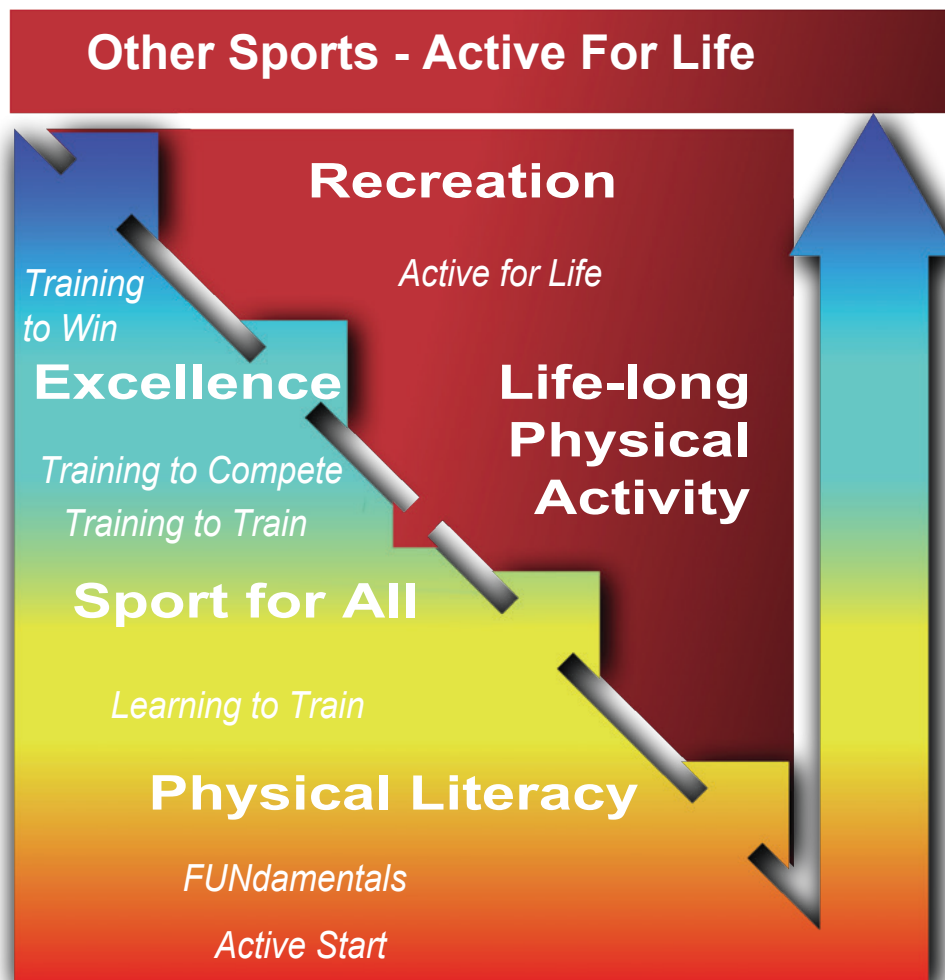 Other Sports - Active For Life
Recreation
Active for Life
Training
to Win
Excellence
Life-long
Physical
Activity
Training to Compete
Training to Train
Sport for All
Learning to Train
Physical Literacy
FUNdamentals
Active Start